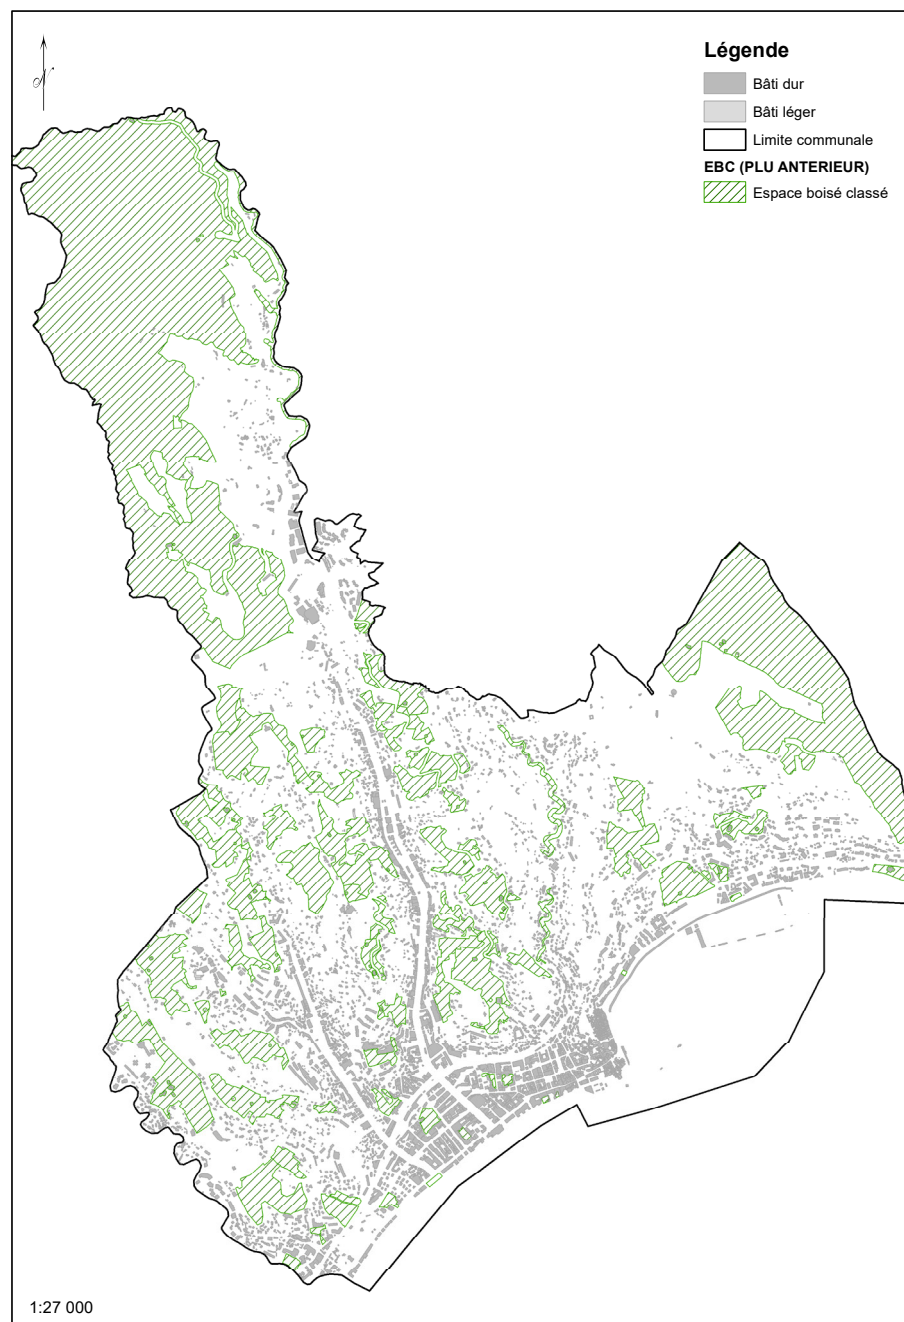 N
Légende
Bâti dur
Bâti léger
Limite communale
EBC (PLU ANTERIEUR)
Espace boisé classé
1:27 000